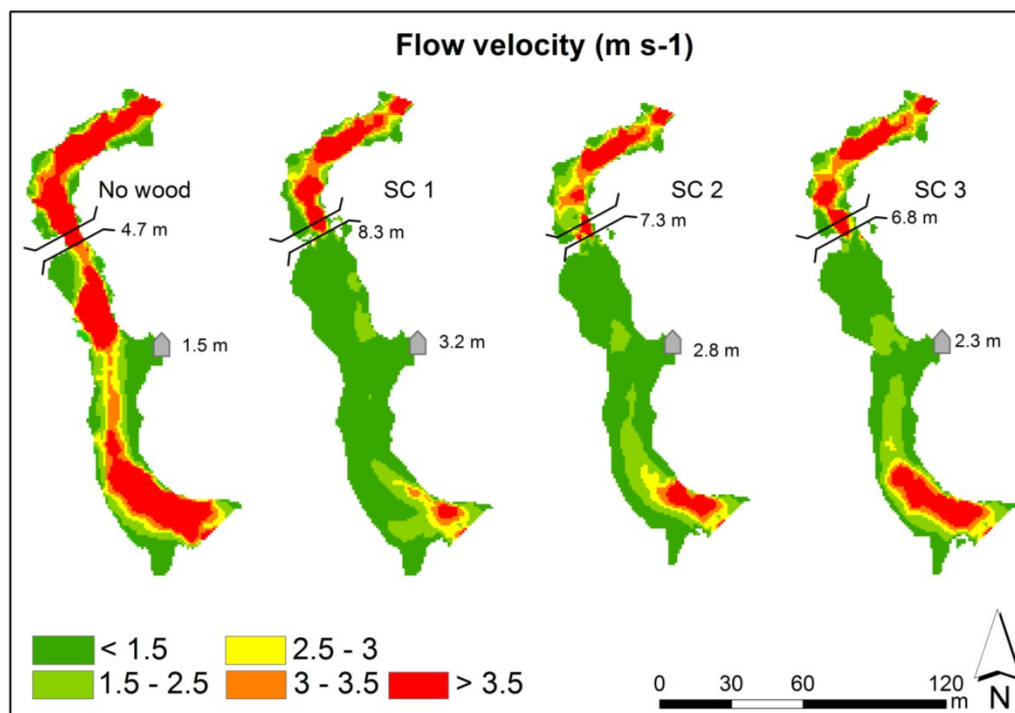 Flow velocity (m s-1)
No wood
SC 1
SC 2
SC 3
4.7 m
8.3 m
7.3 m
6.8 m
1.5 m
3.2 m
2.8 m
2.3 m
< 1.5
2.5 - 3
1.5 - 2.5
3 - 3.5
> 3.5
0 30 60 120
m
N